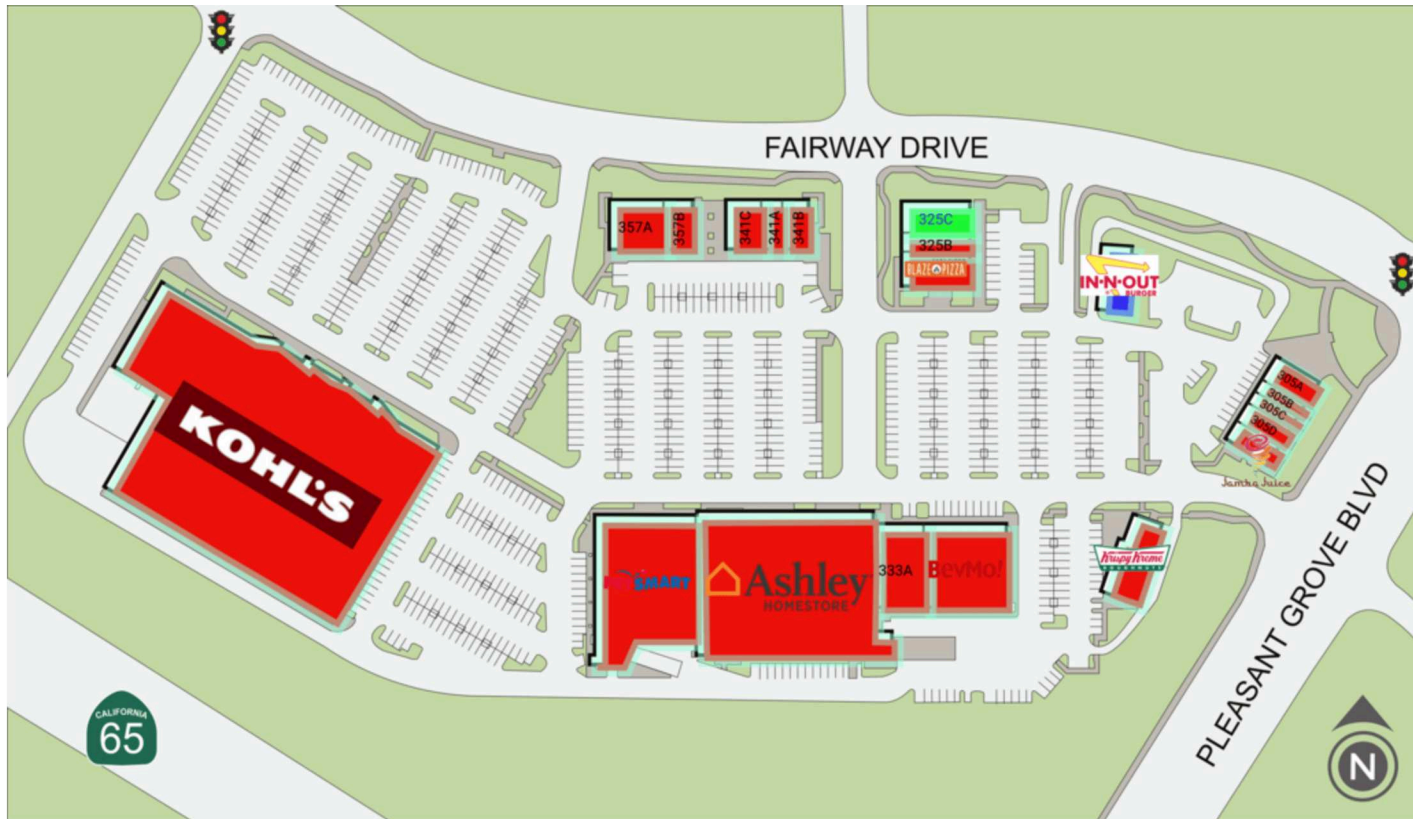 FAIRWAY DRIVE
357A
357B
341C
341A
341B
325C
325B
BLAZE PIZZA
IN-N-OUT
BURGER
305A
305B
305C
305D
Jamba Juice
KOHL'S
SMART
Ashley
HOMESTORE
333A
BevMo!
Krispy Kreme
DOUGHNUTS
PLEASANT GROVE BLVD
CALIFORNIA
65
N